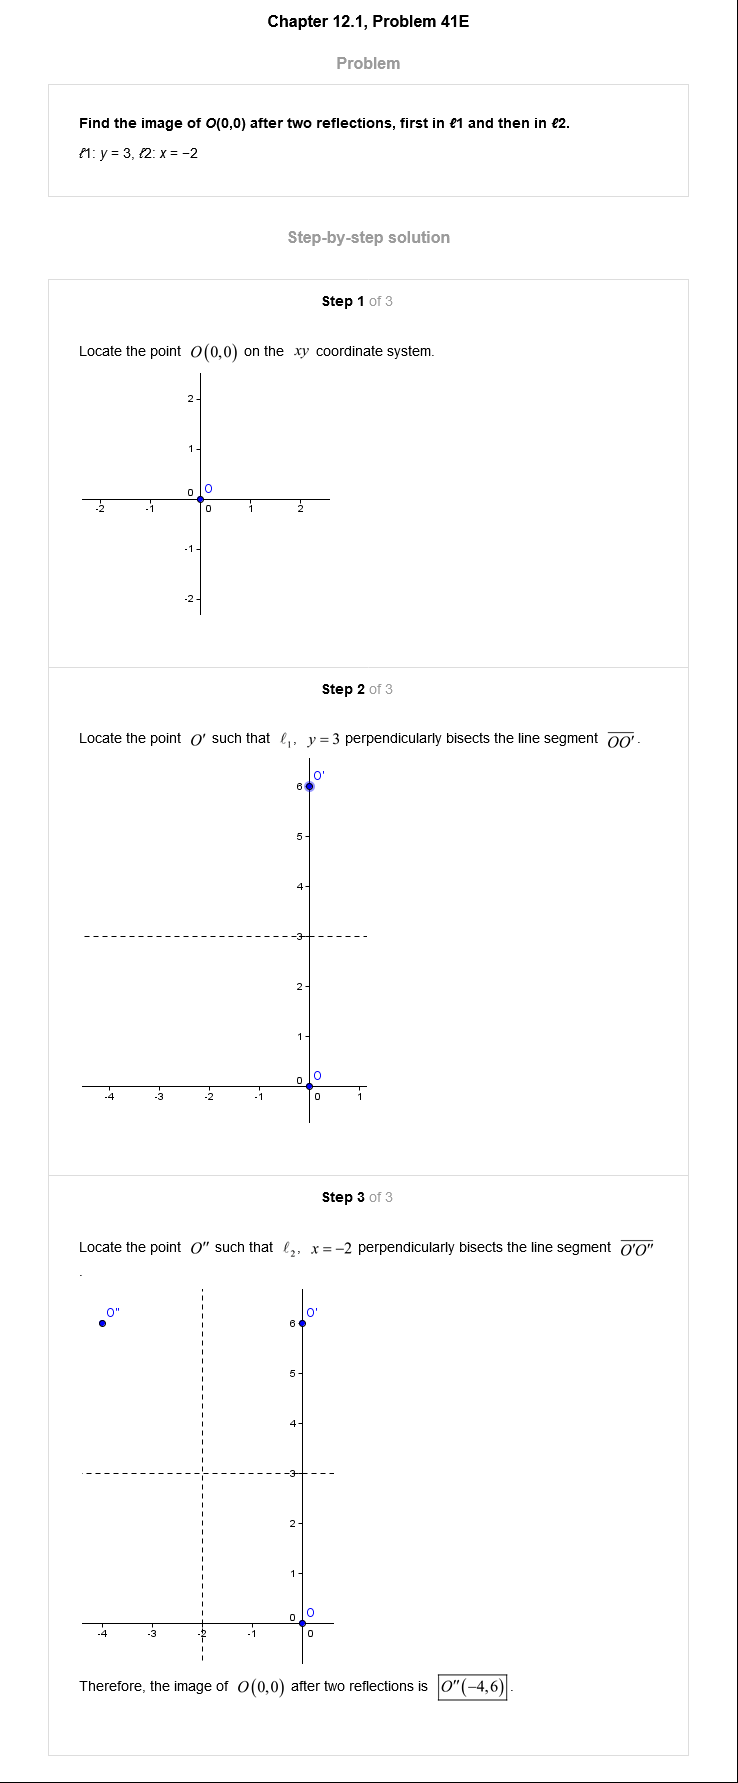 Chapter 12.1, Problem 41E
Problem
Find the image of O(0,0) after two reflections, first in ℓ1 and then in ℓ2.
ℓ1: y = 3, ℓ2: x = −2
Step-by-step solution
Step 1 of 3
Locate the point O(0,0) on the xy coordinate system.
2
1
0 O
-2 -1 0 1 2
-1
-2
Step 2 of 3
Locate the point O′ such that ℓ₁, y = 3 perpendicularly bisects the line segment OO′.
O'
6
5
4
3
2
1
0 O
-4 -3 -2 -1 0 1
Step 3 of 3
Locate the point O″ such that ℓ₂, x = −2 perpendicularly bisects the line segment O′O″
.
O" O'
6
5
4
3
2
1
0 O
-4 -3 -2 -1 0
Therefore, the image of O(0,0) after two reflections is O″(−4,6).